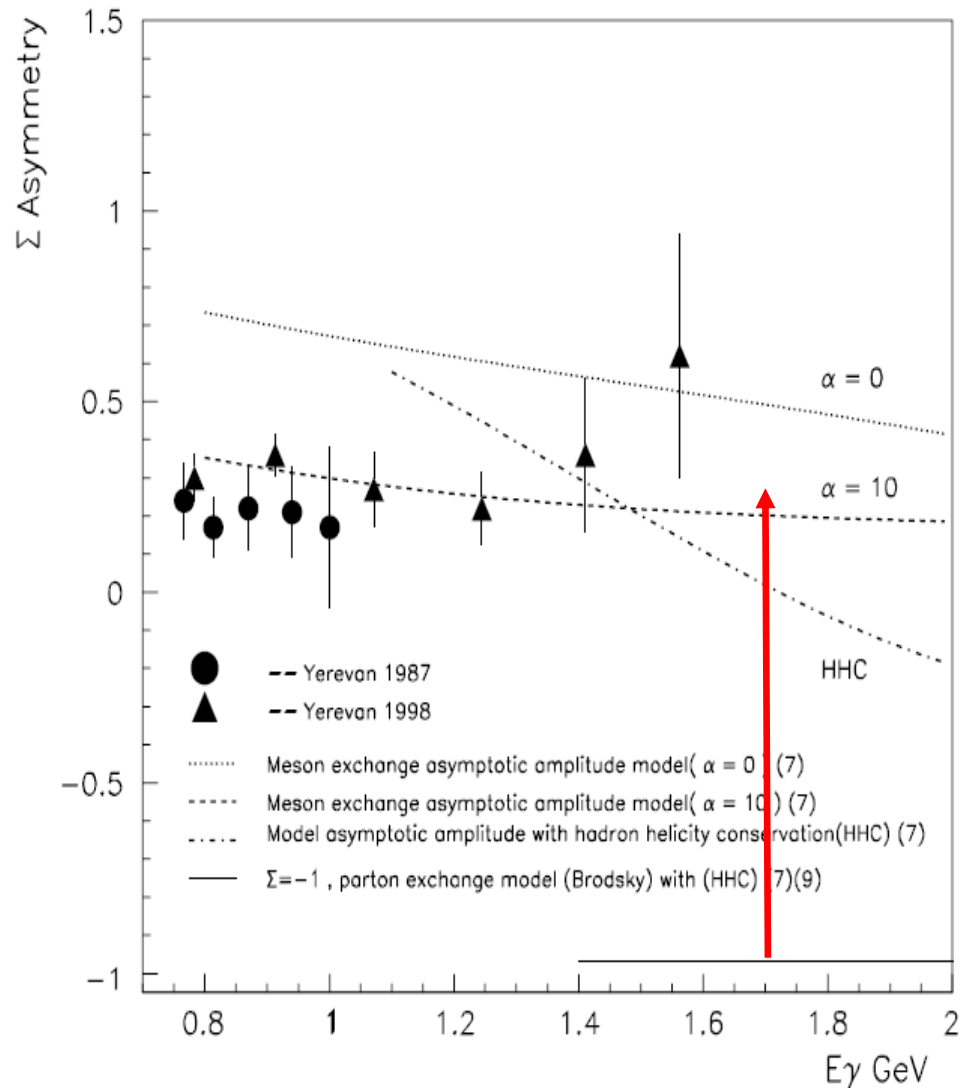 Σ Asymmetry
1.5
1
0.5
0
−0.5
−1
α = 0
α = 10
HHC
-- Yerevan 1987
-- Yerevan 1998
Meson exchange asymptotic amplitude model( α = 0 ) (7)
Meson exchange asymptotic amplitude model( α = 10 ) (7)
Model asymptotic amplitude with hadron helicity conservation(HHC) (7)
Σ=−1 , parton exchange model (Brodsky) with (HHC) (7)(9)
0.8 1 1.2 1.4 1.6 1.8 2
Eγ GeV